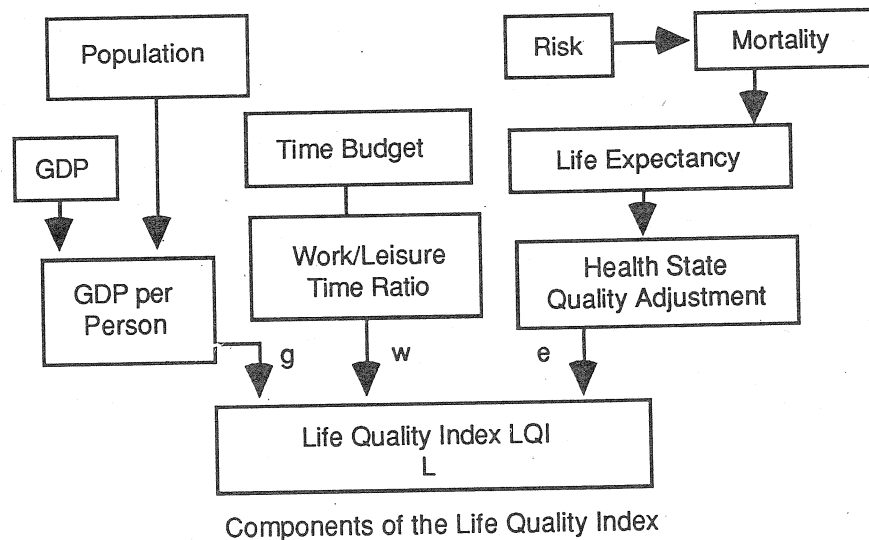 Population
Risk
Mortality
GDP
Time Budget
Life Expectancy
GDP per
Person
Work/Leisure
Time Ratio
Health State
Quality Adjustment
g
w
e
Life Quality Index LQI
L
Components of the Life Quality Index